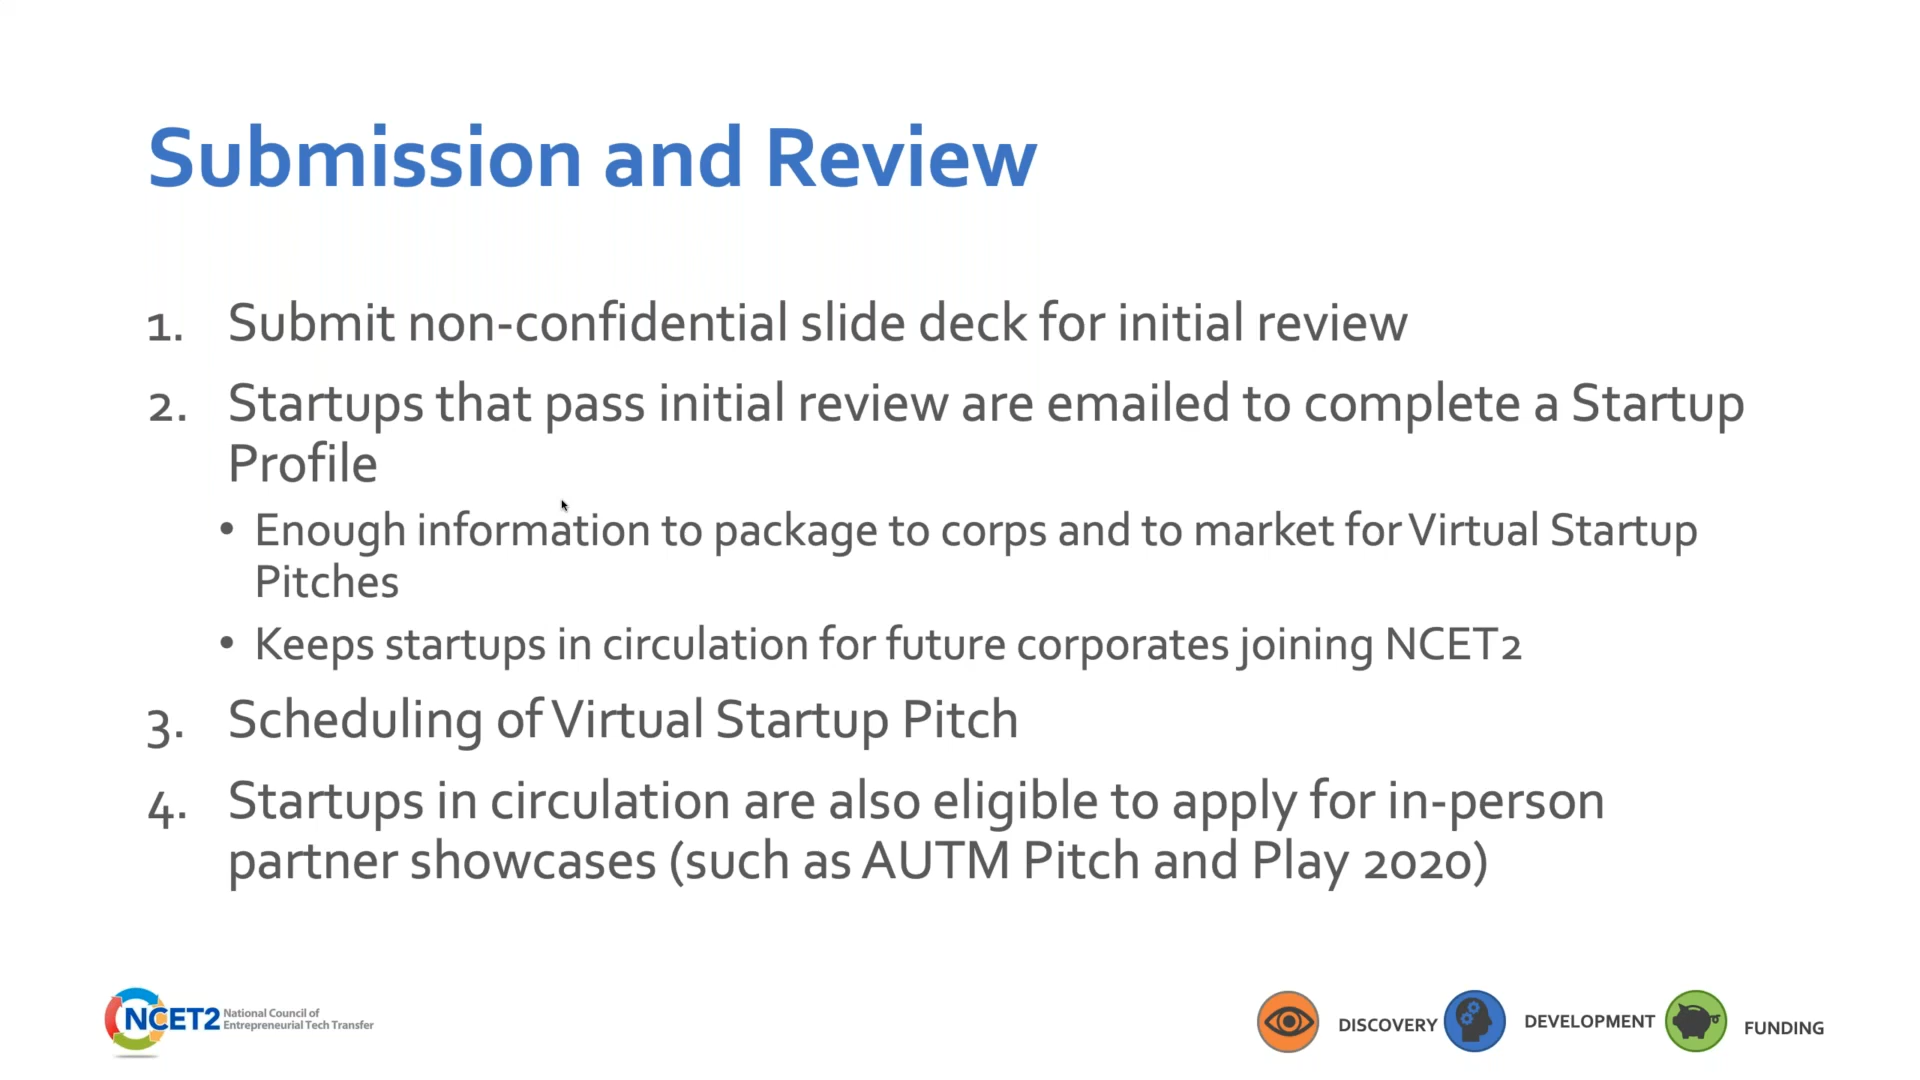 Submission and Review
1. Submit non-confidential slide deck for initial review
2. Startups that pass initial review are emailed to complete a Startup
Profile
• Enough information to package to corps and to market for Virtual Startup
Pitches
• Keeps startups in circulation for future corporates joining NCET2
3. Scheduling of Virtual Startup Pitch
4. Startups in circulation are also eligible to apply for in-person
partner showcases (such as AUTM Pitch and Play 2020)
NCET2 National Council of
Entrepreneurial Tech Transfer
DISCOVERY
DEVELOPMENT
FUNDING